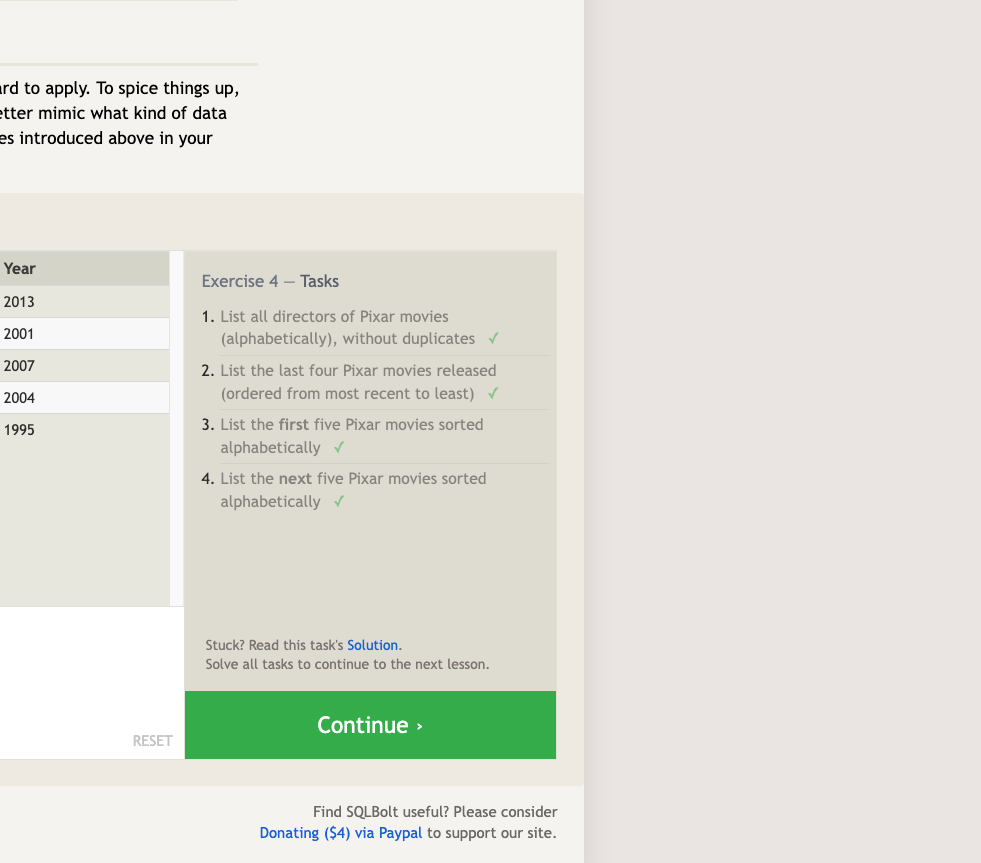 ard to apply. To spice things up,
etter mimic what kind of data
es introduced above in your
Year
2013
2001
2007
2004
1995
Exercise 4 — Tasks
1. List all directors of Pixar movies
(alphabetically), without duplicates ✓
2. List the last four Pixar movies released
(ordered from most recent to least) ✓
3. List the first five Pixar movies sorted
alphabetically ✓
4. List the next five Pixar movies sorted
alphabetically ✓
Stuck? Read this task's Solution.
Solve all tasks to continue to the next lesson.
RESET
Continue ›
Find SQLBolt useful? Please consider
Donating ($4) via Paypal to support our site.